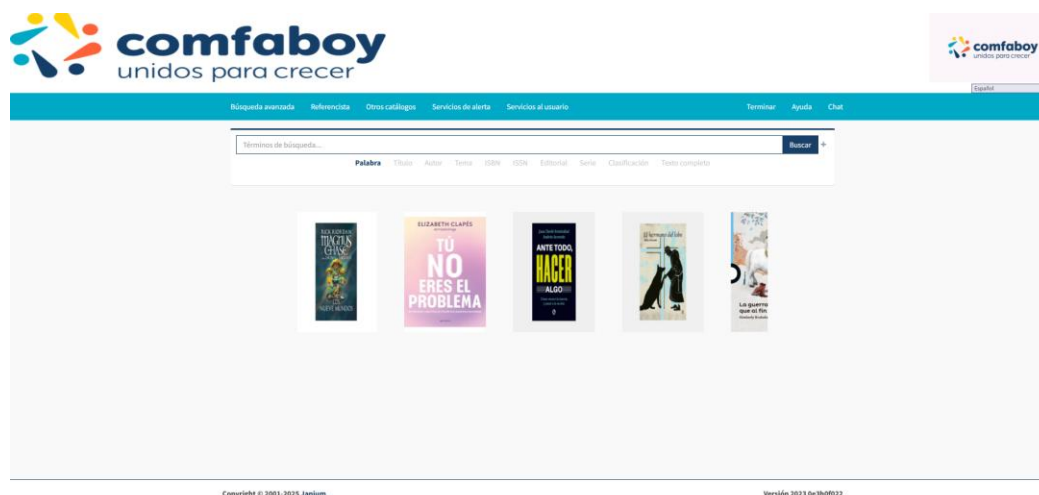 comfaboy
unidos para crecer
comfaboy
unidos para crecer
Español
Búsqueda avanzada Referencista Otros catálogos Servicios de alerta Servicios al usuario Terminar Ayuda Chat
Términos de búsqueda... Buscar +
Palabra Título Autor Tema ISBN ISSN Editorial Serie Clasificación Texto completo
MAGNUS
CHASE
ELIZABETH CLAPÉS
TÚ
NO
ERES EL
PROBLEMA
ANTE TODO,
HACER
ALGO
La guerra
que al fin
Copyright © 2001-2025 Janium Versión 2023.0e3b0f022